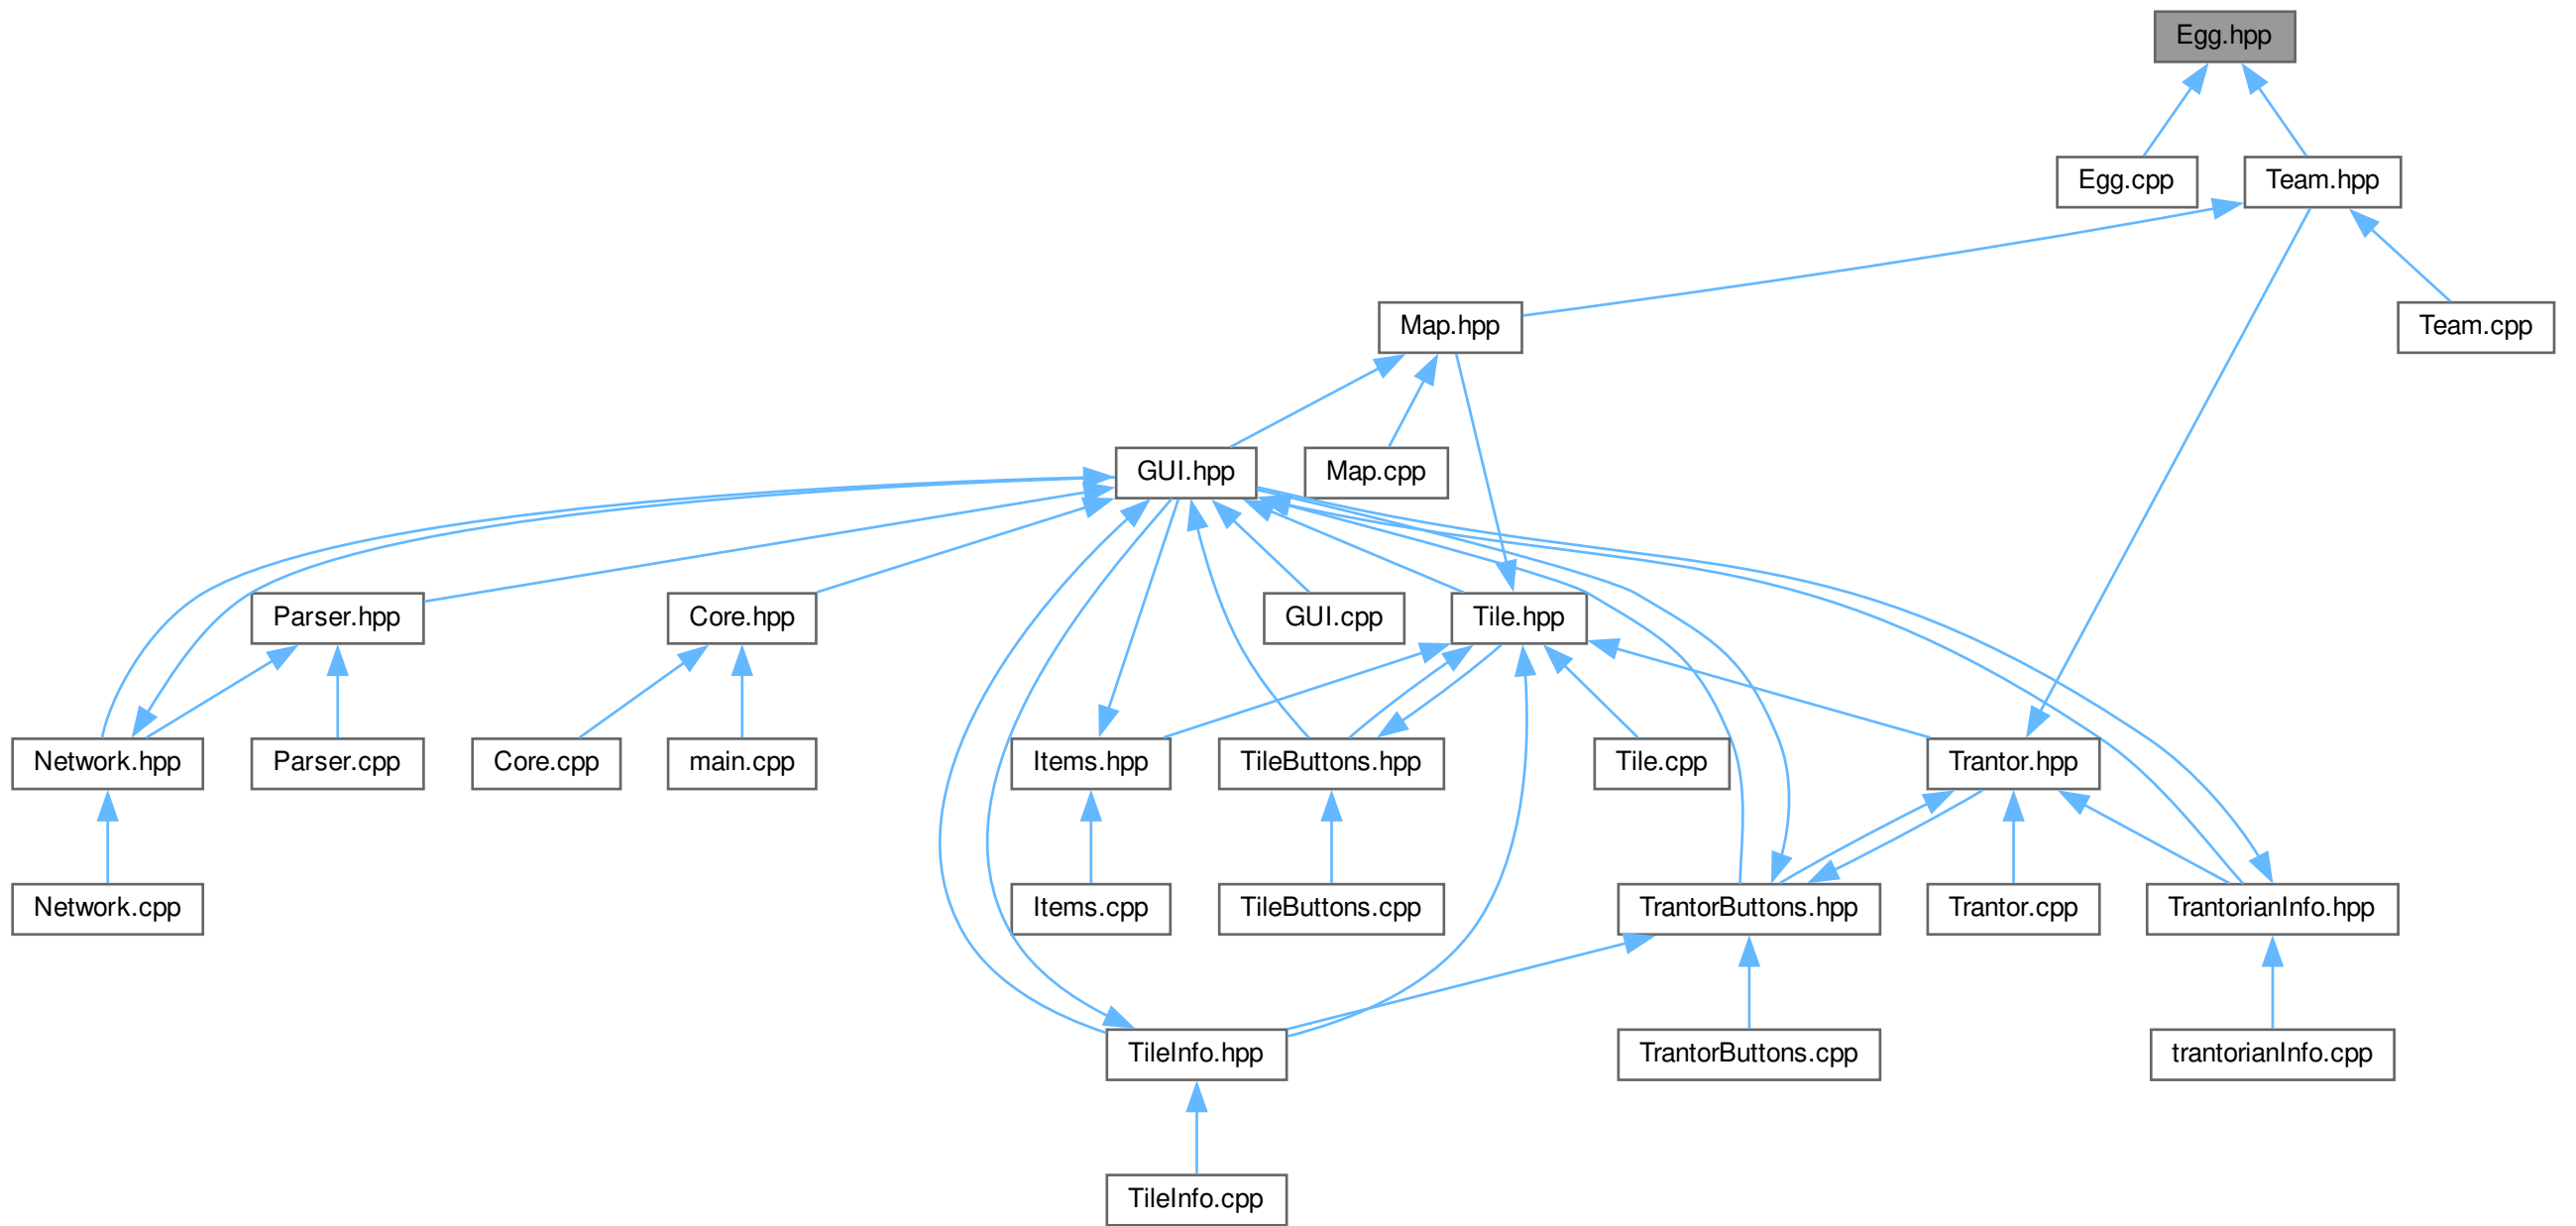 Egg.hpp
Egg.cpp
Team.hpp
Map.hpp
Team.cpp
GUI.hpp
Map.cpp
Parser.hpp
Core.hpp
GUI.cpp
Tile.hpp
Network.hpp
Parser.cpp
Core.cpp
main.cpp
Items.hpp
TileButtons.hpp
Tile.cpp
Trantor.hpp
Network.cpp
Items.cpp
TileButtons.cpp
TrantorButtons.hpp
Trantor.cpp
TrantorianInfo.hpp
TileInfo.hpp
TrantorButtons.cpp
trantorianInfo.cpp
TileInfo.cpp